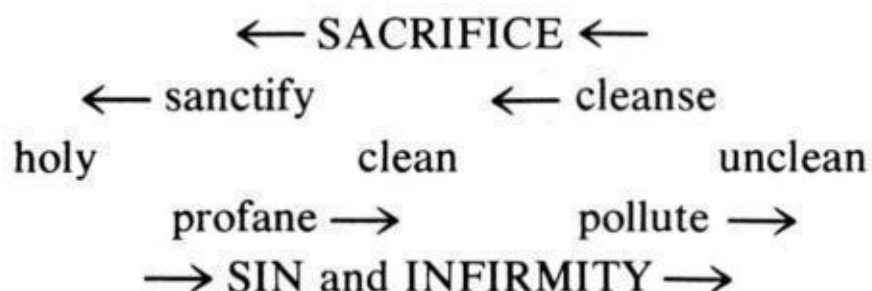 ← SACRIFICE ←
← sanctify ← cleanse
holy clean unclean
profane → pollute →
→ SIN and INFIRMITY →